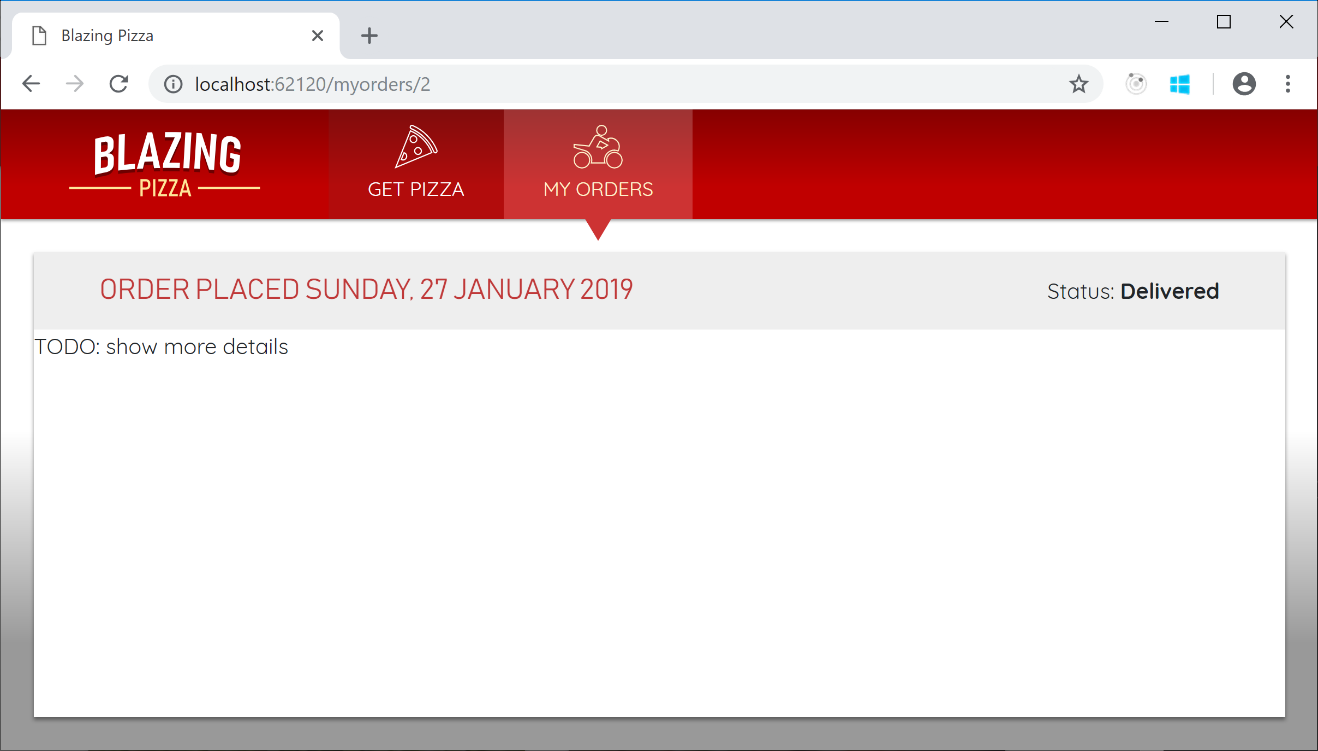 Blazing Pizza
localhost:62120/myorders/2
BLAZING
PIZZA
GET PIZZA
MY ORDERS
ORDER PLACED SUNDAY, 27 JANUARY 2019
Status: Delivered
TODO: show more details